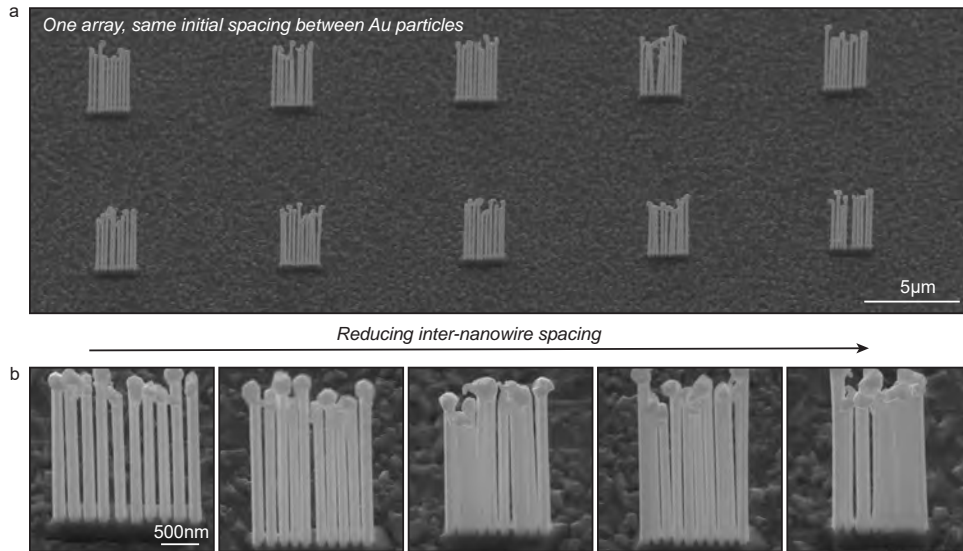 a
One array, same initial spacing between Au particles
5μm
Reducing inter-nanowire spacing
b
500nm